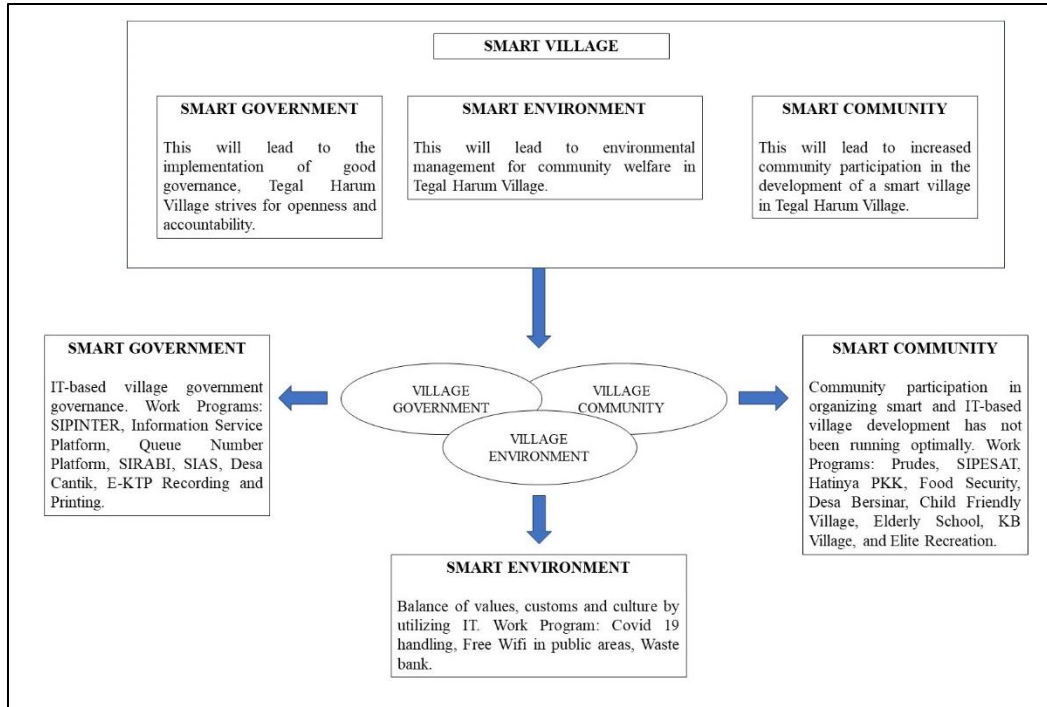 SMART VILLAGE
SMART GOVERNMENT
This will lead to the
implementation of good
governance, Tegal Harum
Village strives for openness and
accountability.
SMART ENVIRONMENT
This will lead to environmental
management for community welfare in
Tegal Harum Village.
SMART COMMUNITY
This will lead to increased
community participation in the
development of a smart village
in Tegal Harum Village.
SMART GOVERNMENT
IT-based village government
governance. Work Programs:
SIPINTER, Information Service
Platform, Queue Number
Platform, SIRABI, SIAS, Desa
Cantik, E-KTP Recording and
Printing.
VILLAGE
GOVERNMENT
VILLAGE
COMMUNITY
VILLAGE
ENVIRONMENT
SMART COMMUNITY
Community participation in
organizing smart and IT-based
village development has not
been running optimally. Work
Programs: Prudes, SIPESAT,
Hatinya PKK, Food Security,
Desa Bersinar, Child Friendly
Village, Elderly School, KB
Village, and Elite Recreation.
SMART ENVIRONMENT
Balance of values, customs and culture by
utilizing IT. Work Program: Covid 19
handling, Free Wifi in public areas, Waste
bank.